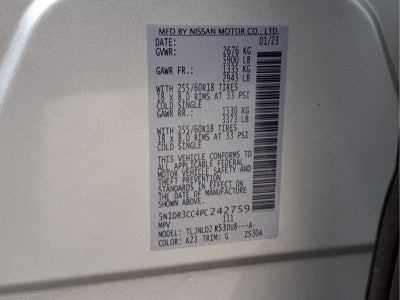 MFD BY NISSAN MOTOR CO., LTD.
DATE: 01/23
GVWR: 2676 KG
5900 LB
GAWR FR.: 1335 KG
2943 LB
WITH 255/60R18 TIRES
18 X 8.0 RIMS AT 33 PSI
COLD SINGLE
GAWR RR.: 1530 KG
3373 LB
WITH 255/60R18 TIRES
18 X 8.0 RIMS AT 33 PSI
COLD SINGLE
THIS VEHICLE CONFORMS TO
ALL APPLICABLE FEDERAL
MOTOR VEHICLE SAFETY AND
THEFT PREVENTION
STANDARDS IN EFFECT ON
THE DATE OF MANUFACTURE
SHOWN ABOVE.
5N1DR3CC4PC242759
MPV 111
MODEL: TLJNLD2 R53DU8---A-
COLOR: K23 TRIM: G Z530A